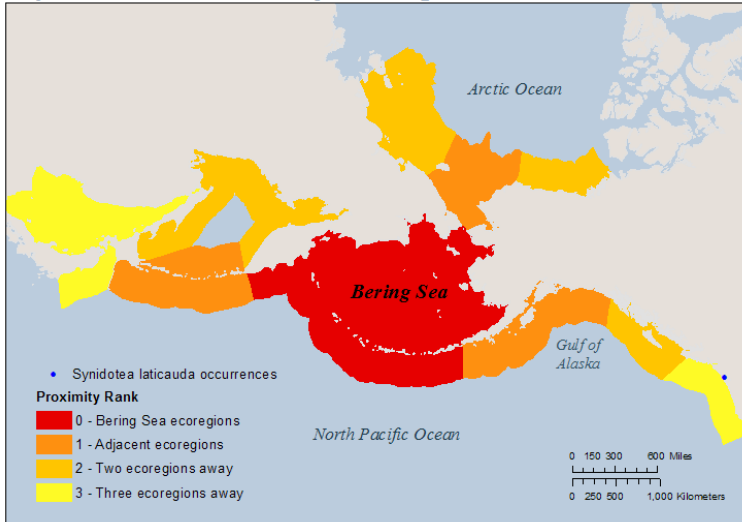 Arctic Ocean
Bering Sea
Gulf of
Alaska
North Pacific Ocean
Synidotea laticauda occurrences
Proximity Rank
0 - Bering Sea ecoregions
1 - Adjacent ecoregions
2 - Two ecoregions away
3 - Three ecoregions away
0 150 300 600 Miles
0 250 500 1,000 Kilometers